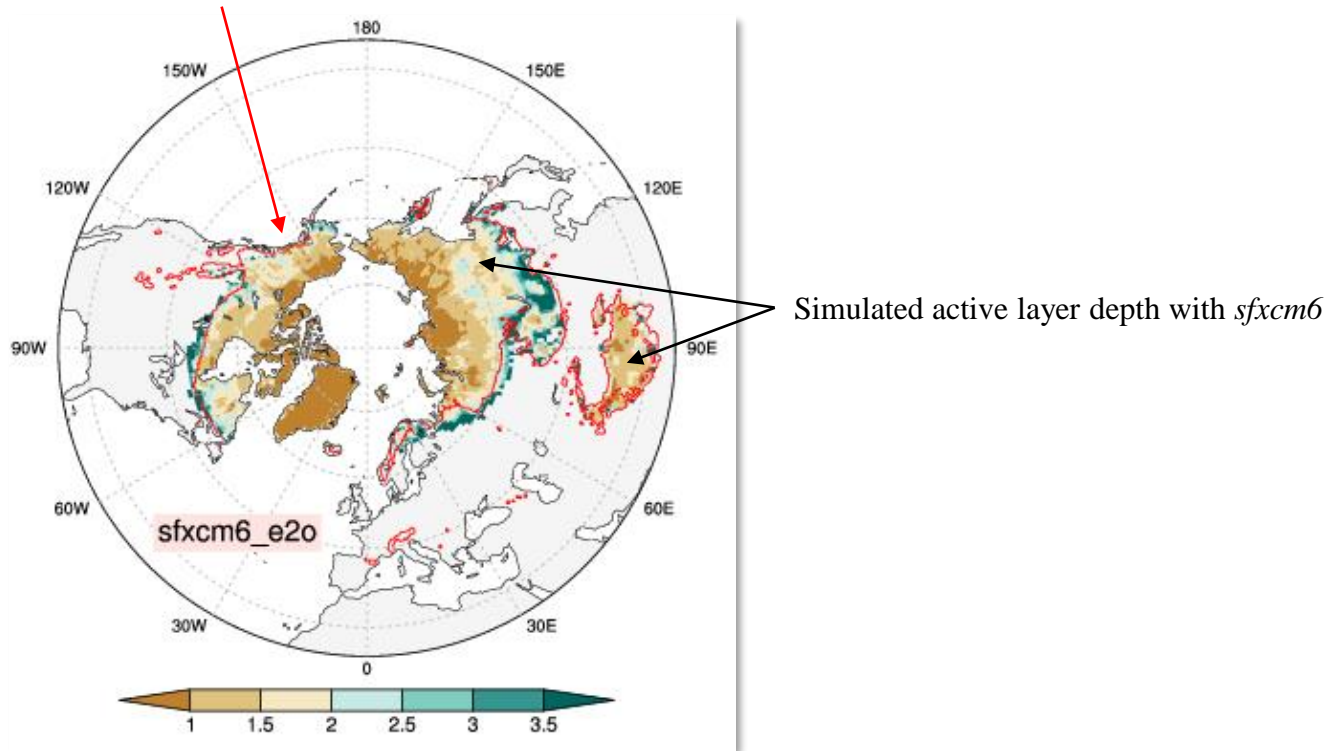 180
150W
150E
120W
120E
Simulated active layer depth with sfxcm6
90W
90E
60W
60E
sfxcm6_e2o
30W
30E
0
1 1.5 2 2.5 3 3.5